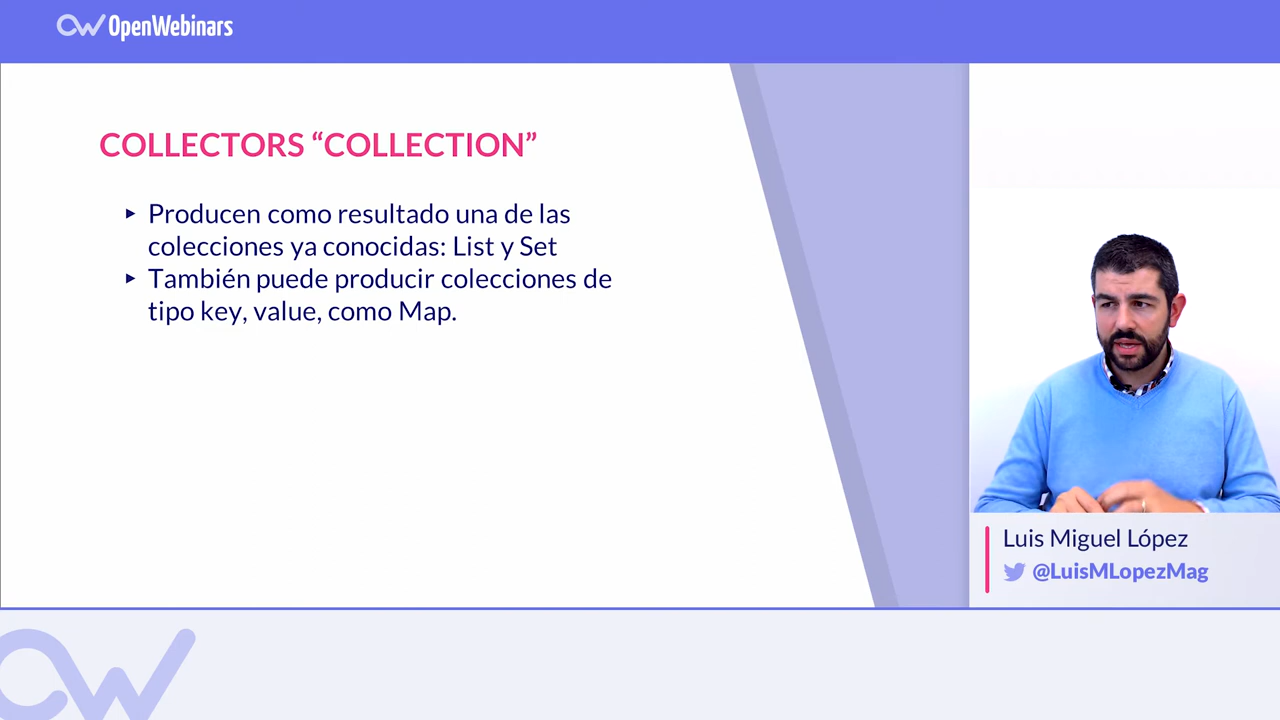 OpenWebinars
COLLECTORS “COLLECTION”
‣ Producen como resultado una de las
colecciones ya conocidas: List y Set
‣ También puede producir colecciones de
tipo key, value, como Map.
Luis Miguel López
@LuisMLopezMag